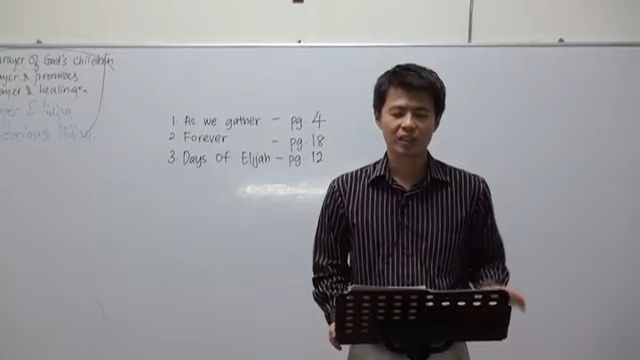 prayer of God's children
prayer & promises
prayer & healing
1 As we gather - pg 4
2 Forever - pg 18
3 Days Of Elijah - pg 12